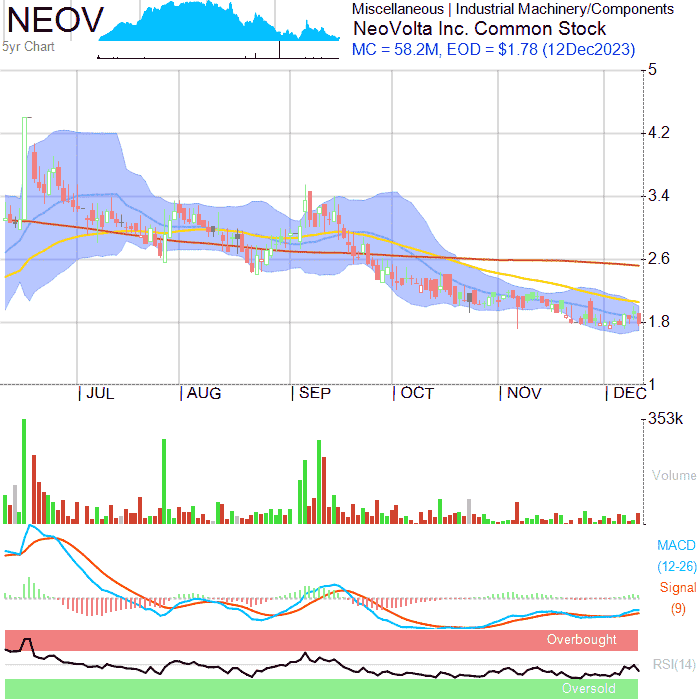 NEOV
5yr Chart
Miscellaneous | Industrial Machinery/Components
NeoVolta Inc. Common Stock
MC = 58.2M, EOD = $1.78 (12Dec2023)
5
4.2
3.4
2.6
1.8
1
JUL
AUG
SEP
OCT
NOV
DEC
353k
Volume
MACD
(12-26)
Signal
(9)
Overbought
RSI(14)
Oversold